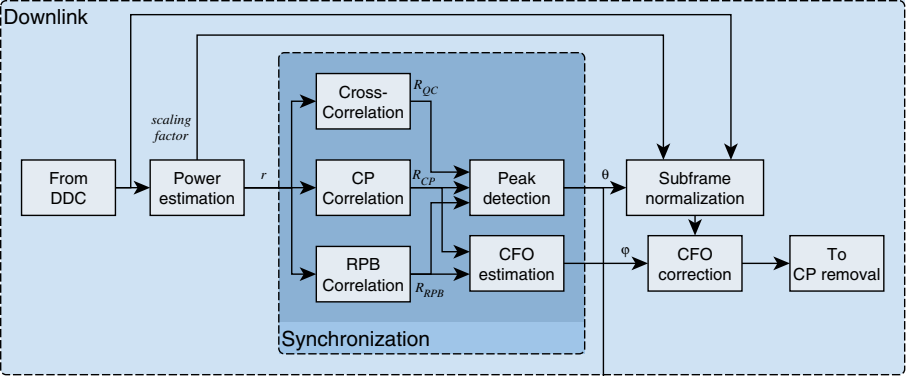 Downlink
scaling
factor
From
DDC
Power
estimation
r
Cross-
Correlation
R_QC
CP
Correlation
R_CP
RPB
Correlation
R_RPB
Peak
detection
CFO
estimation
Synchronization
θ
φ
Subframe
normalization
CFO
correction
To
CP removal